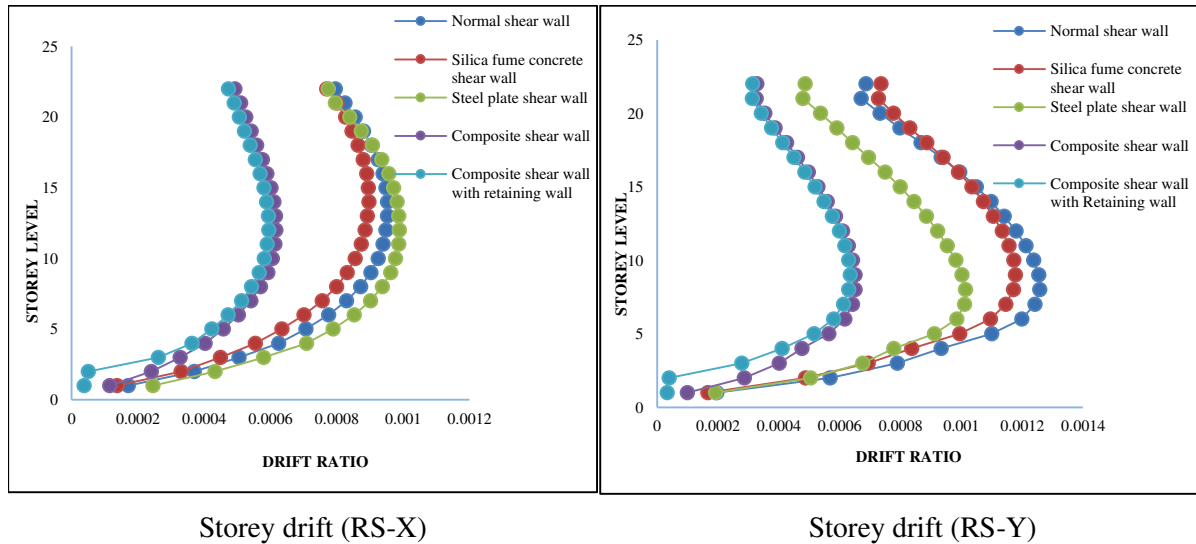 25
20
15
10
5
0
STOREY LEVEL
0 0.0002 0.0004 0.0006 0.0008 0.001 0.0012
DRIFT RATIO
Normal shear wall
Silica fume concrete
shear wall
Steel plate shear wall
Composite shear wall
Composite shear wall
with retaining wall
Storey drift (RS-X)
25
20
15
10
5
0
STOREY LEVEL
0 0.0002 0.0004 0.0006 0.0008 0.001 0.0012 0.0014
DRIFT RATIO
Normal shear wall
Silica fume concrete
shear wall
Steel plate shear wall
Composite shear wall
Composite shear wall
with Retaining wall
Storey drift (RS-Y)